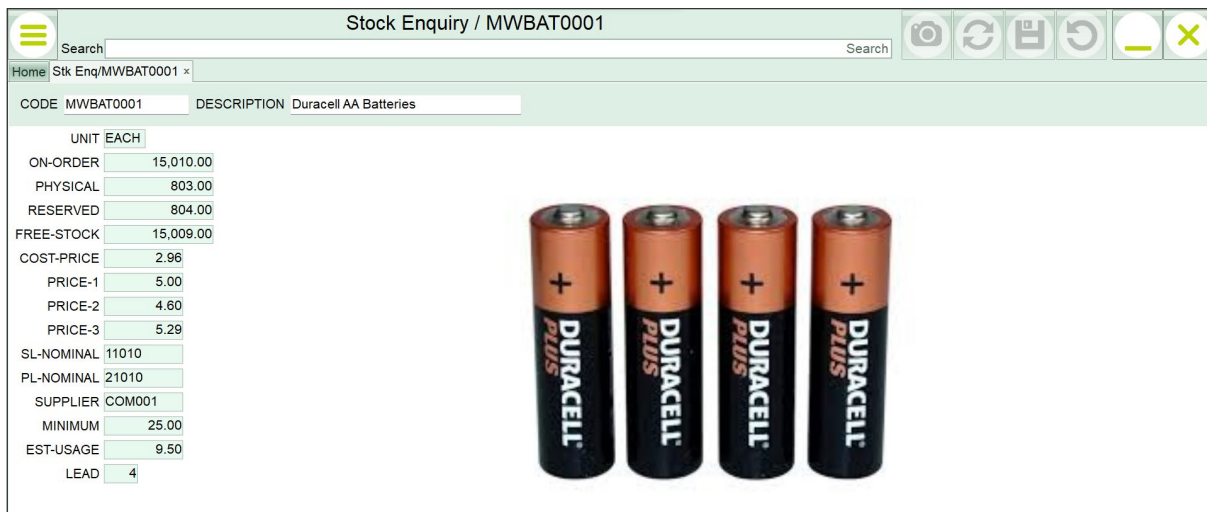 Stock Enquiry / MWBAT0001
Search Search
Home Stk Enq/MWBAT0001 ×
CODE MWBAT0001 DESCRIPTION Duracell AA Batteries
UNIT EACH
ON-ORDER 15,010.00
PHYSICAL 803.00
RESERVED 804.00
FREE-STOCK 15,009.00
COST-PRICE 2.96
PRICE-1 5.00
PRICE-2 4.60
PRICE-3 5.29
SL-NOMINAL 11010
PL-NOMINAL 21010
SUPPLIER COM001
MINIMUM 25.00
EST-USAGE 9.50
LEAD 4
+ + + +
DURACELL
PLUS
DURACELL
PLUS
DURACELL
PLUS
DURACELL
PLUS